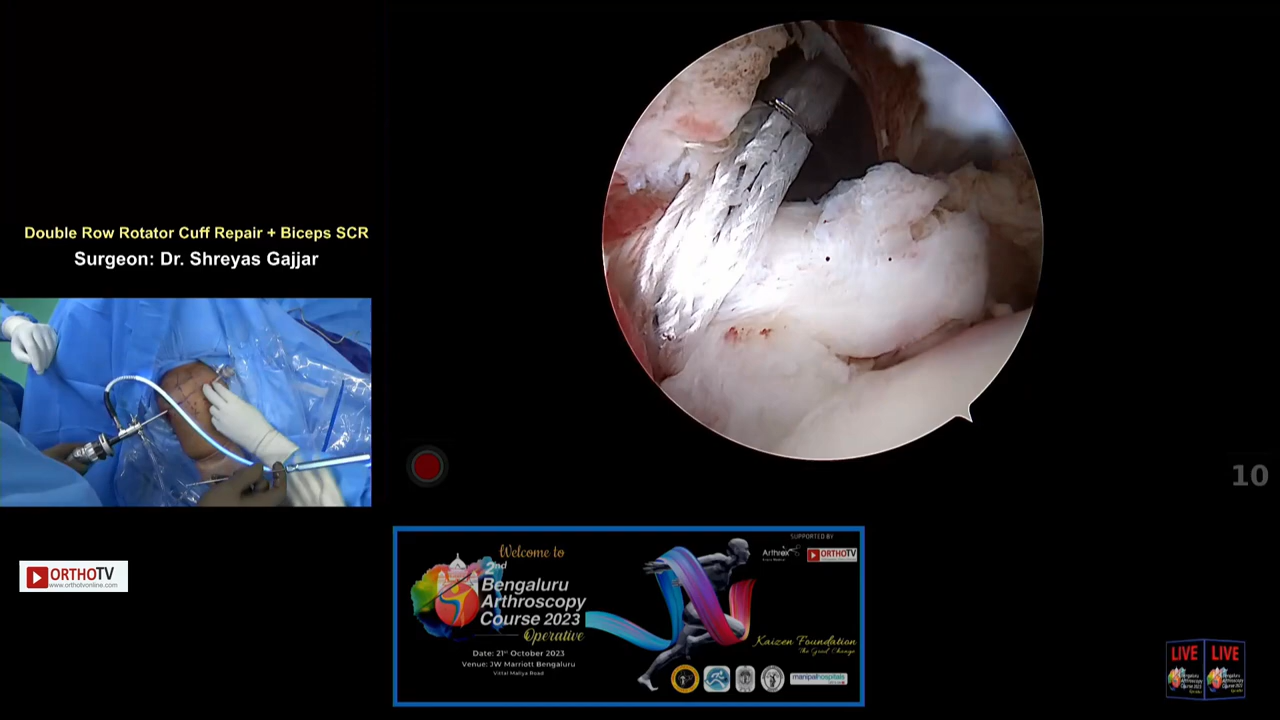 Double Row Rotator Cuff Repair + Biceps SCR
Surgeon: Dr. Shreyas Gajjar
ORTHOTV
www.orthotvonline.com
10
Welcome to
2nd
Bengaluru
Arthroscopy
Course 2023
Operative
Date: 21st October 2023
Venue: JW Marriott Bengaluru
Vittal Mallya Road
SUPPORTED BY
Arthrex
ORTHOTV
Kaizen Foundation
The Good Change
manipalhospitals
LIVE
LIVE